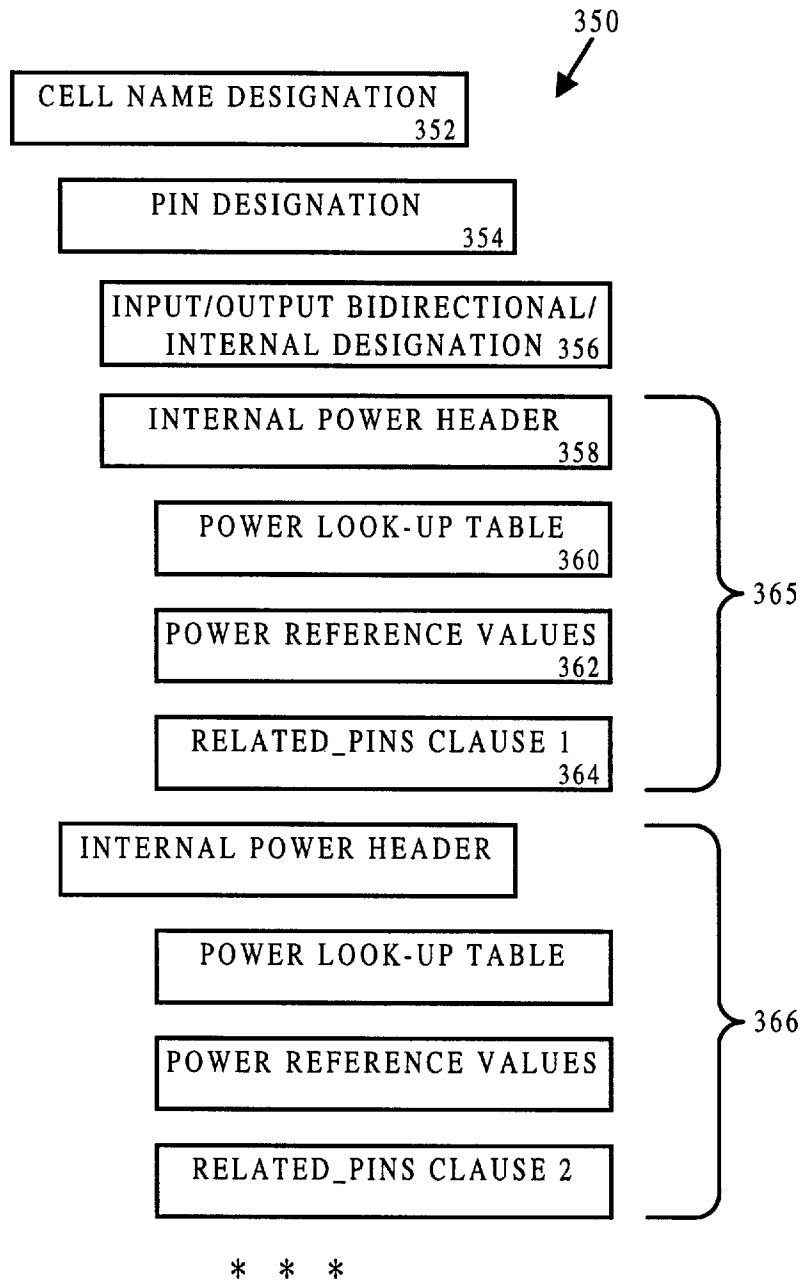 350
CELL NAME DESIGNATION
352
PIN DESIGNATION
354
INPUT/OUTPUT BIDIRECTIONAL/
INTERNAL DESIGNATION 356
INTERNAL POWER HEADER
358
POWER LOOK-UP TABLE
360
365
POWER REFERENCE VALUES
362
RELATED_PINS CLAUSE 1
364
INTERNAL POWER HEADER
POWER LOOK-UP TABLE
366
POWER REFERENCE VALUES
RELATED_PINS CLAUSE 2
* * *